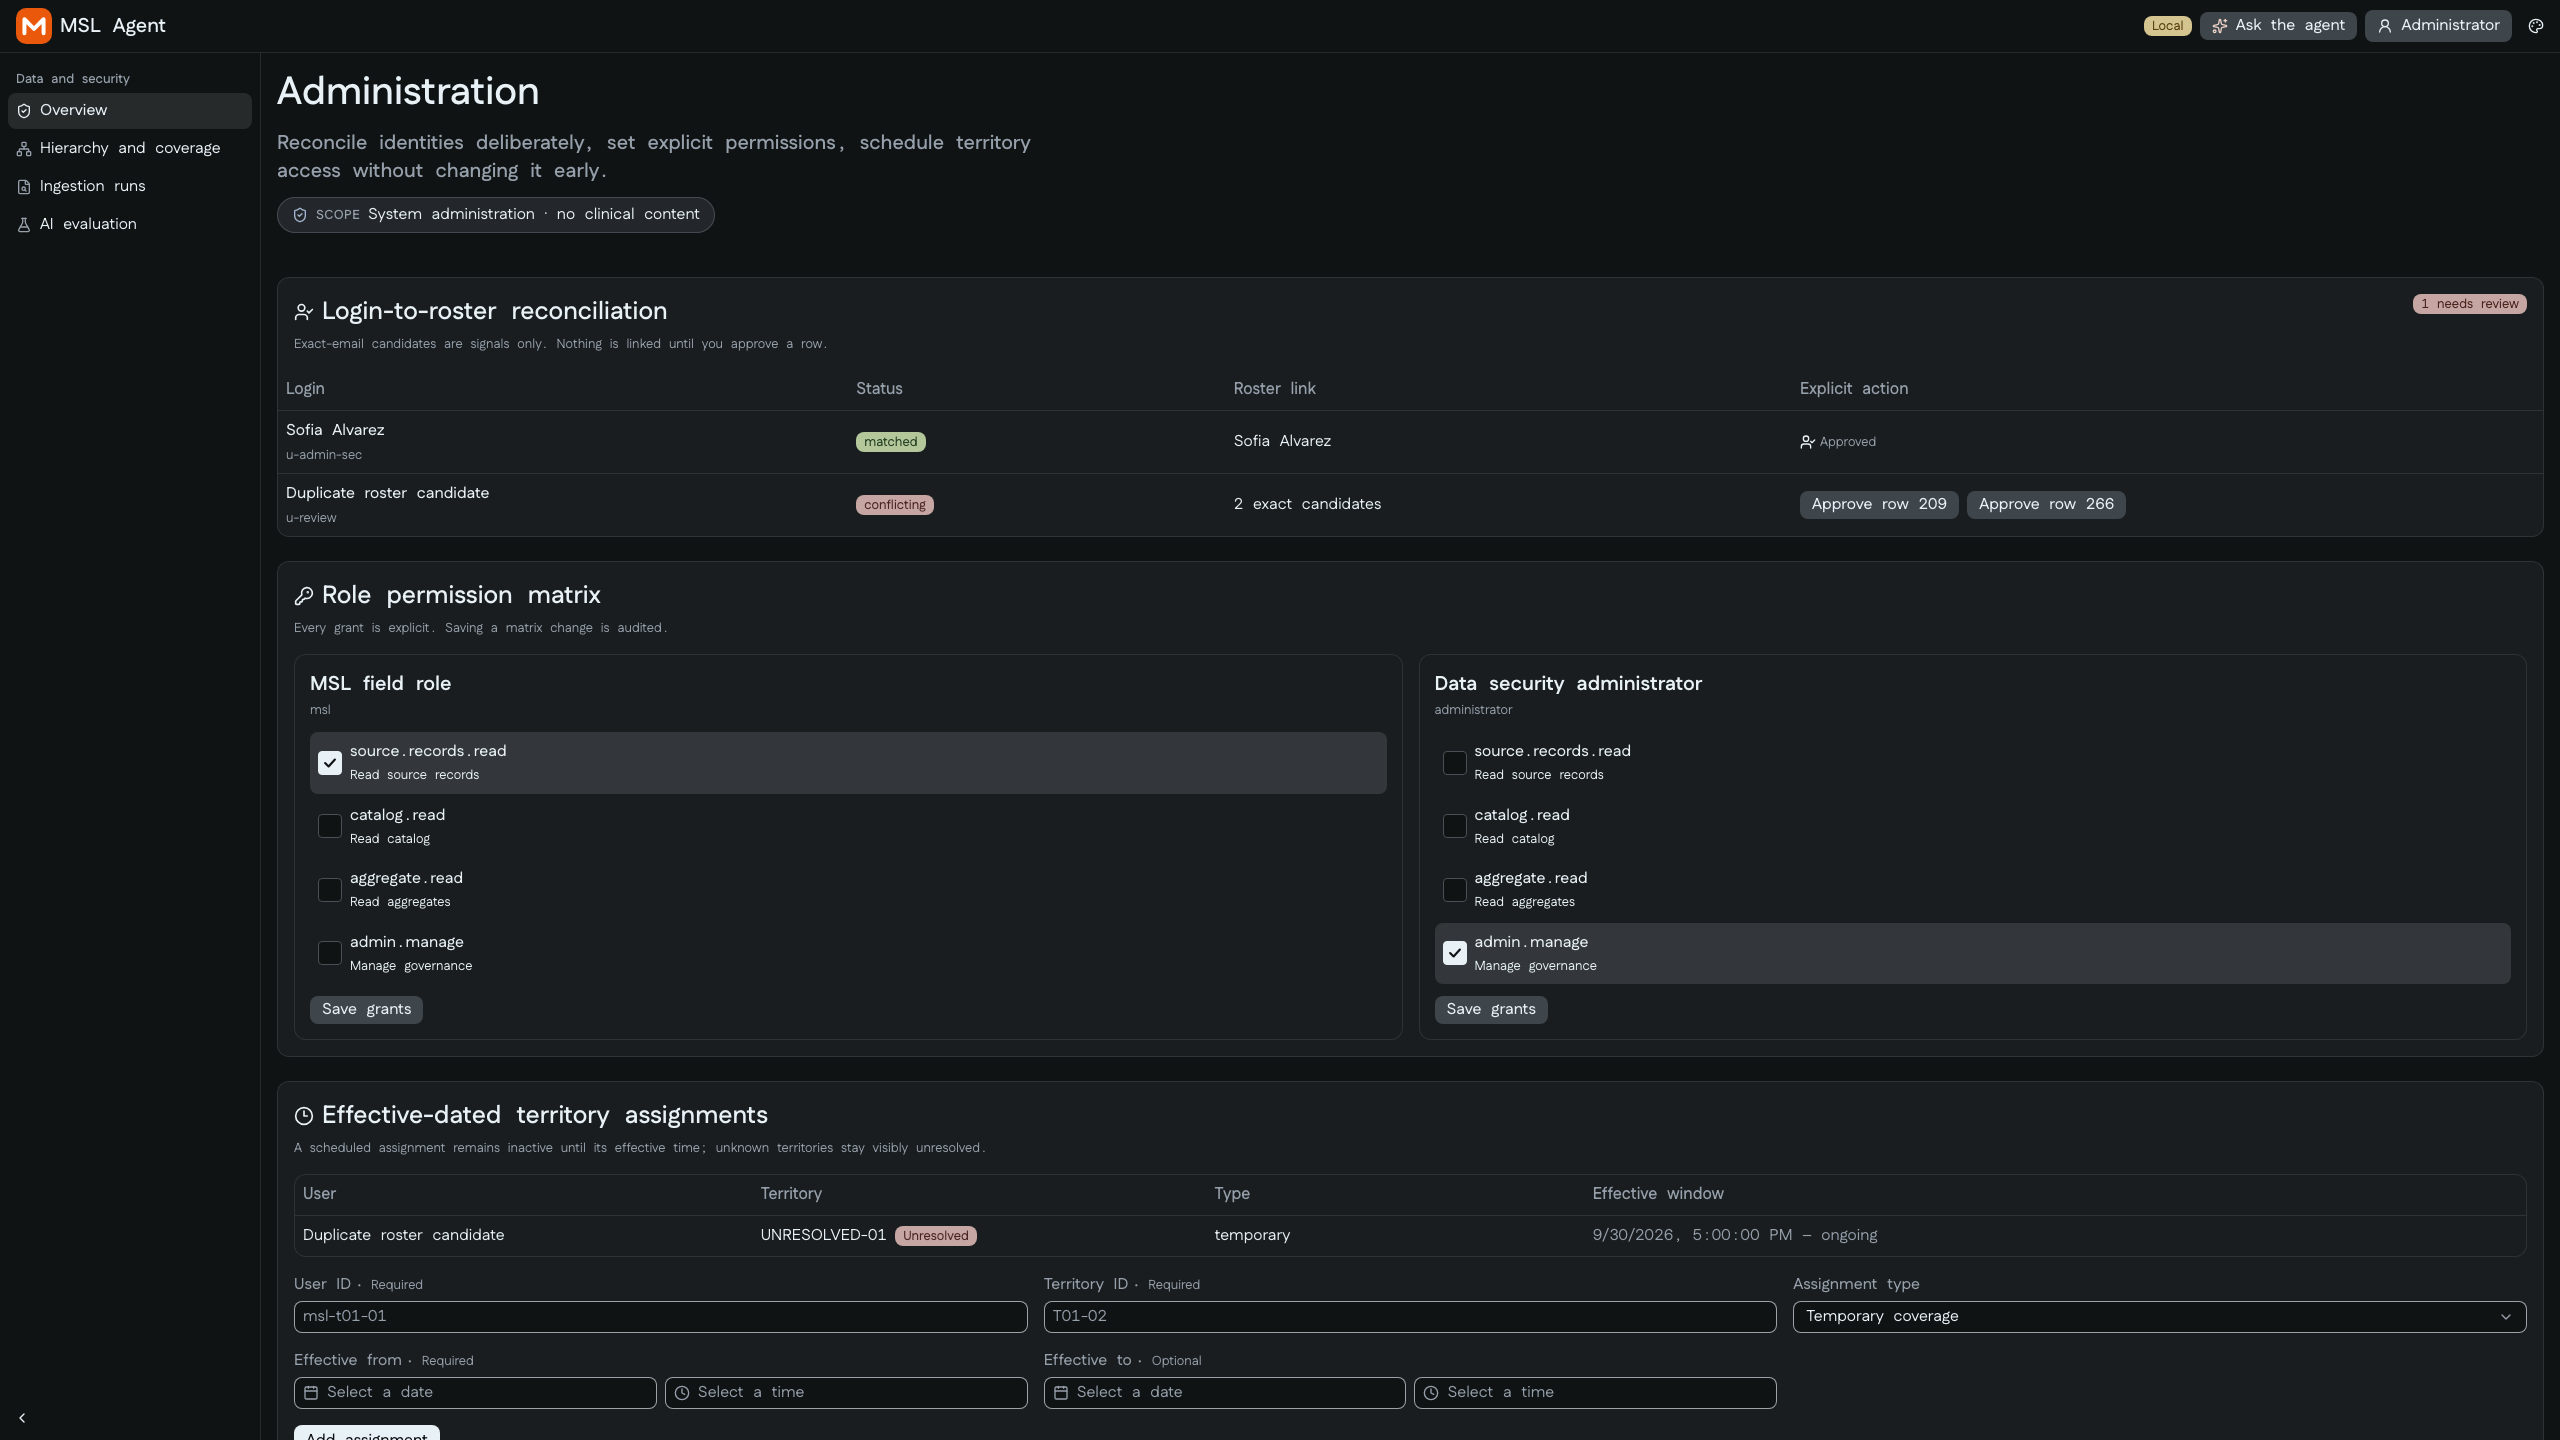 MSL Agent
Local
Ask the agent
Administrator
Data and security
Overview
Hierarchy and coverage
Ingestion runs
AI evaluation
Administration
Reconcile identities deliberately, set explicit permissions, schedule territory
access without changing it early.
SCOPE System administration · no clinical content
Login-to-roster reconciliation
1 needs review
Exact-email candidates are signals only. Nothing is linked until you approve a row.
Login Status Roster link Explicit action
Sofia Alvarez
u-admin-sec
matched
Sofia Alvarez
Approved
Duplicate roster candidate
u-review
conflicting
2 exact candidates
Approve row 209
Approve row 266
Role permission matrix
Every grant is explicit. Saving a matrix change is audited.
MSL field role
msl
source.records.read
Read source records
catalog.read
Read catalog
aggregate.read
Read aggregates
admin.manage
Manage governance
Save grants
Data security administrator
administrator
source.records.read
Read source records
catalog.read
Read catalog
aggregate.read
Read aggregates
admin.manage
Manage governance
Save grants
Effective-dated territory assignments
A scheduled assignment remains inactive until its effective time; unknown territories stay visibly unresolved.
User Territory Type Effective window
Duplicate roster candidate UNRESOLVED-01 Unresolved temporary 9/30/2026, 5:00:00 PM – ongoing
User ID · Required
msl-t01-01
Territory ID · Required
T01-02
Assignment type
Temporary coverage
Effective from · Required
Select a date
Select a time
Effective to · Optional
Select a date
Select a time
Add assignment